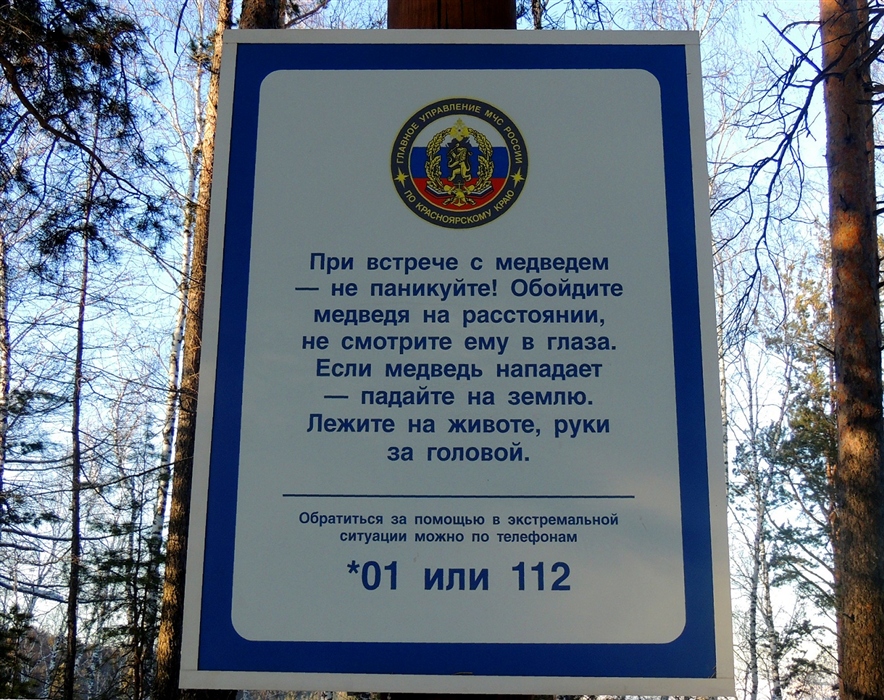 ГЛАВНОЕ УПРАВЛЕНИЕ МЧС РОССИИ
ПО КРАСНОЯРСКОМУ КРАЮ
При встрече с медведем
— не паникуйте! Обойдите
медведя на расстоянии,
не смотрите ему в глаза.
Если медведь нападает
— падайте на землю.
Лежите на животе, руки
за головой.
Обратиться за помощью в экстремальной
ситуации можно по телефонам
*01 или 112